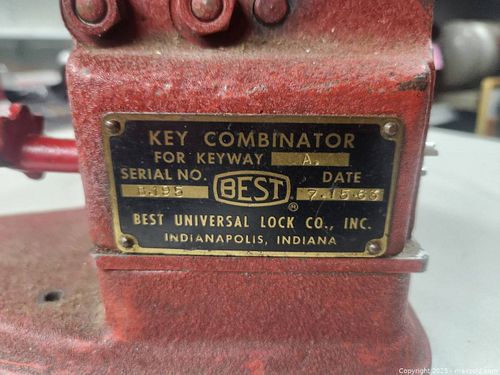 KEY COMBINATOR
FOR KEYWAY A.
SERIAL NO. DATE
BEST
®
BEST UNIVERSAL LOCK CO., INC.
INDIANAPOLIS, INDIANA